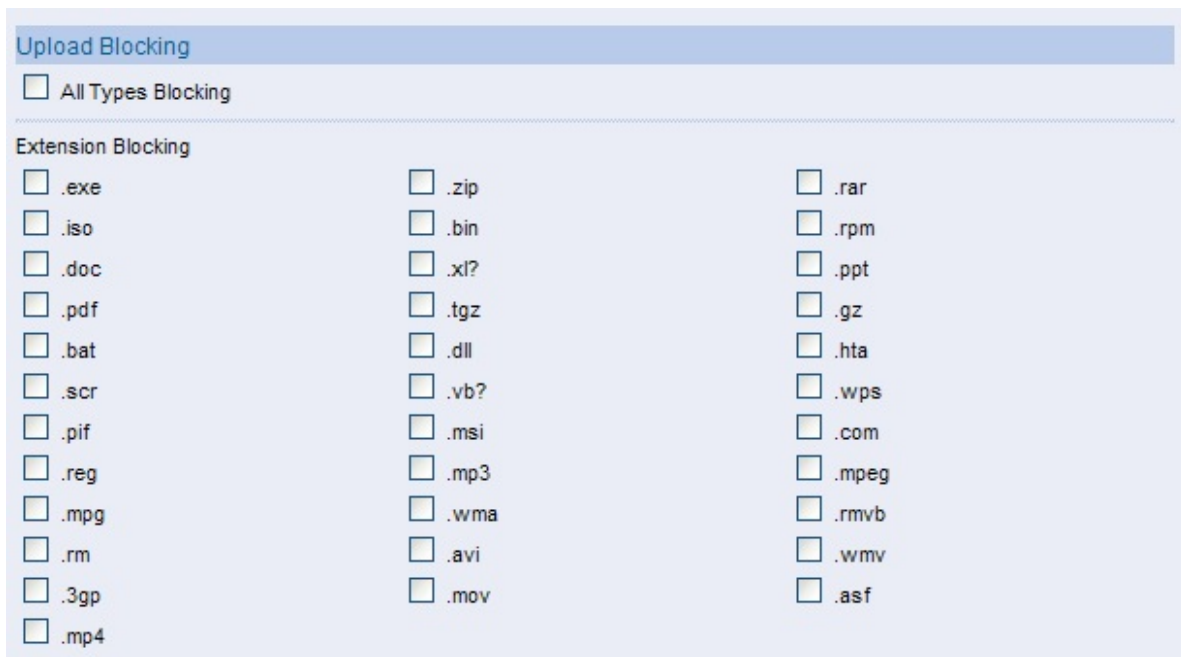 Upload Blocking
All Types Blocking
Extension Blocking
.exe .zip .rar
.iso .bin .rpm
.doc .xl? .ppt
.pdf .tgz .gz
.bat .dll .hta
.scr .vb? .wps
.pif .msi .com
.reg .mp3 .mpeg
.mpg .wma .rmvb
.rm .avi .wmv
.3gp .mov .asf
.mp4